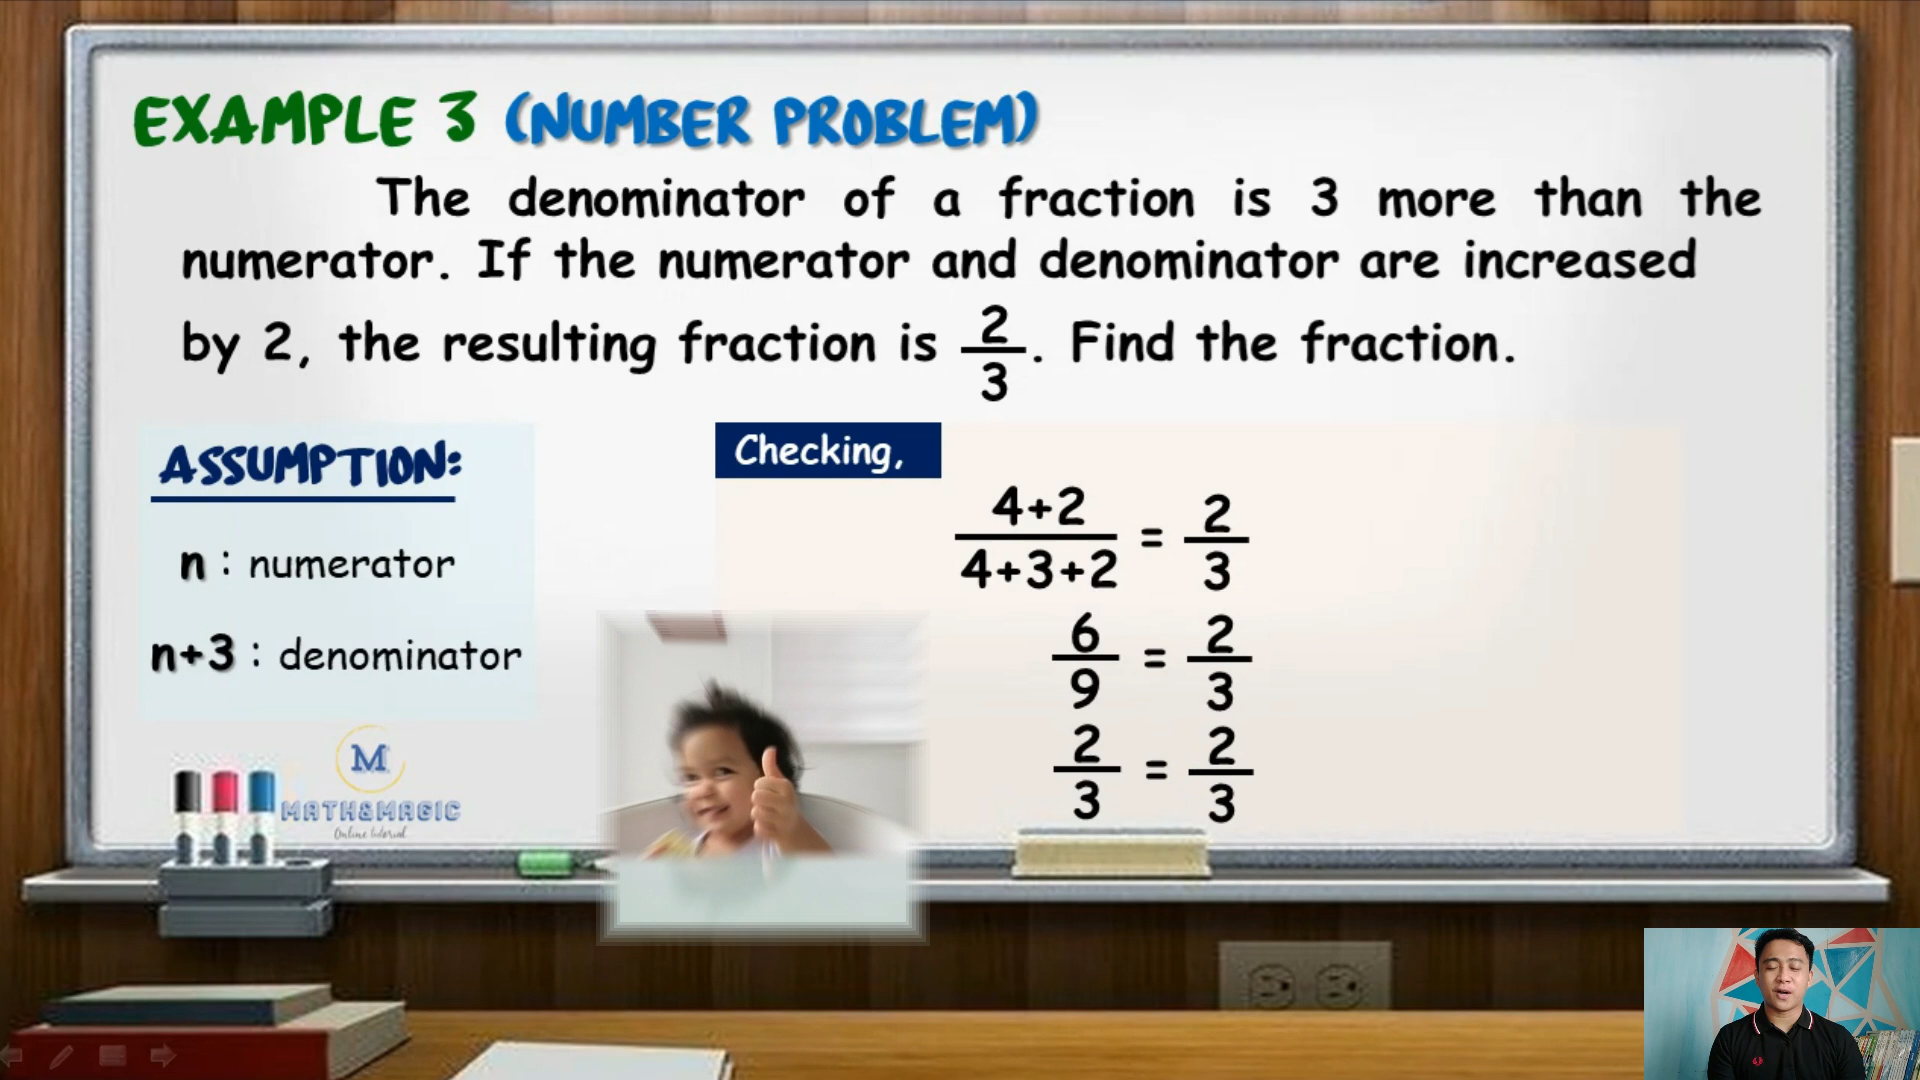 EXAMPLE 3 (NUMBER PROBLEM)
The denominator of a fraction is 3 more than the
numerator. If the numerator and denominator are increased
by 2, the resulting fraction is 2/3. Find the fraction.
ASSUMPTION:
n : numerator
n+3 : denominator
Checking,
4+2/4+3+2 = 2/3
6/9 = 2/3
2/3 = 2/3
M
MATH&MAGIC
Online Tutorial